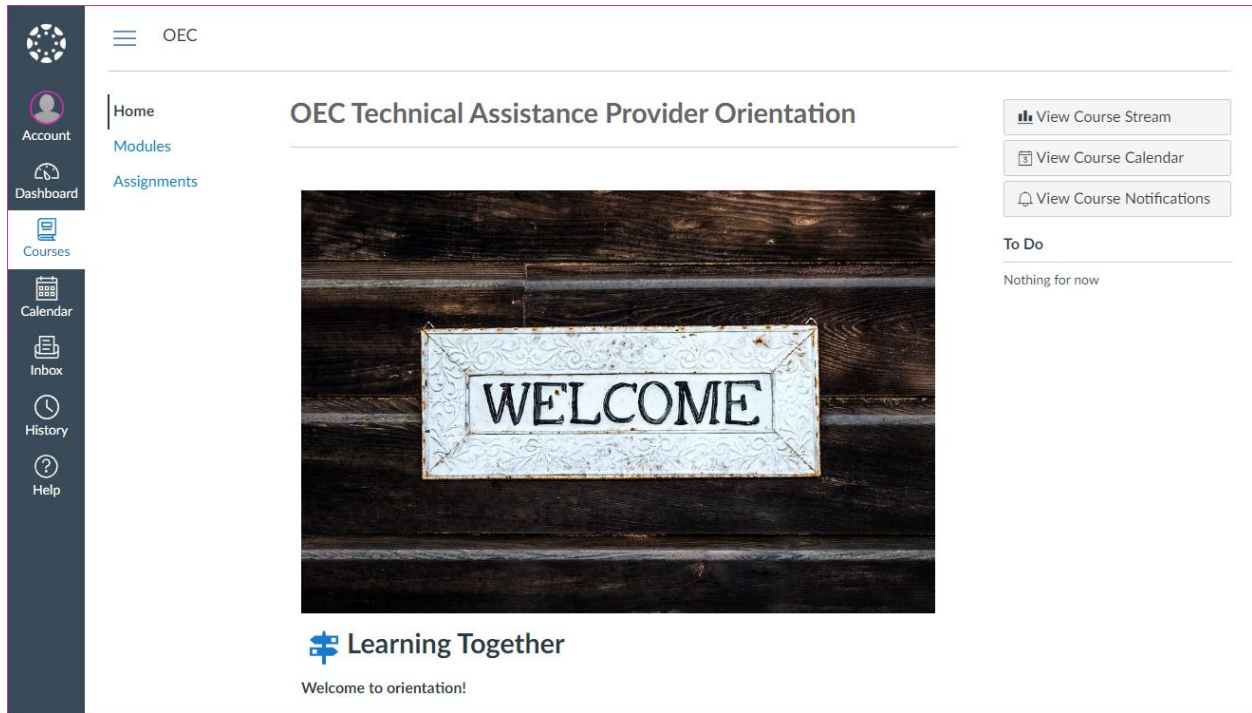 OEC
Account
Dashboard
Courses
Calendar
Inbox
History
Help
Home
Modules
Assignments
OEC Technical Assistance Provider Orientation
WELCOME
Learning Together
Welcome to orientation!
View Course Stream
3
View Course Calendar
View Course Notifications
To Do
Nothing for now